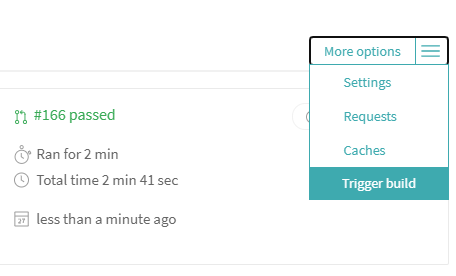 More options
Settings
#166 passed
Requests
Caches
Ran for 2 min
Total time 2 min 41 sec
Trigger build
27
less than a minute ago